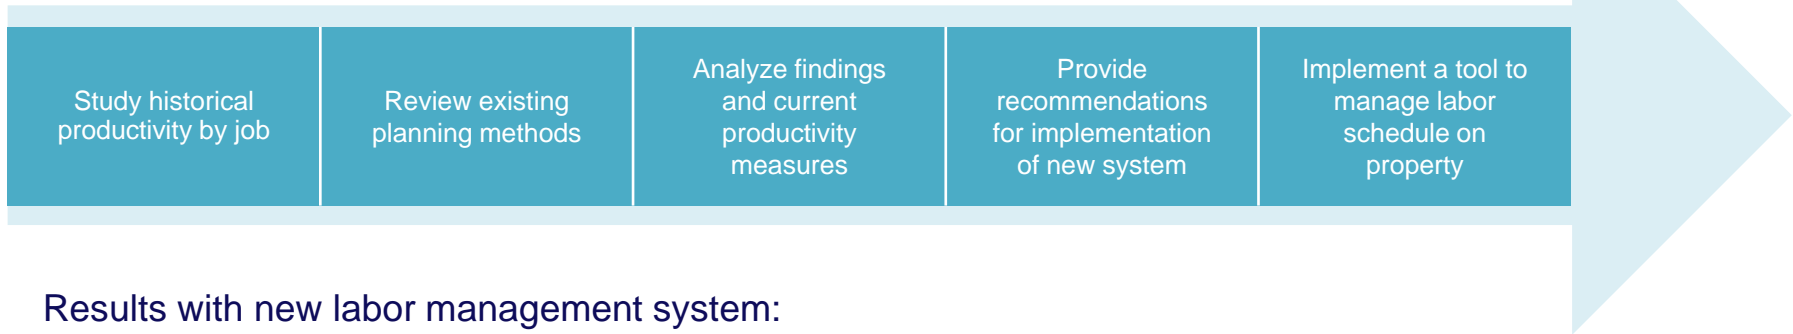 Study historical
productivity by job
Review existing
planning methods
Analyze findings
and current
productivity
measures
Provide
recommendations
for implementation
of new system
Implement a tool to
manage labor
schedule on
property
Results with new labor management system: